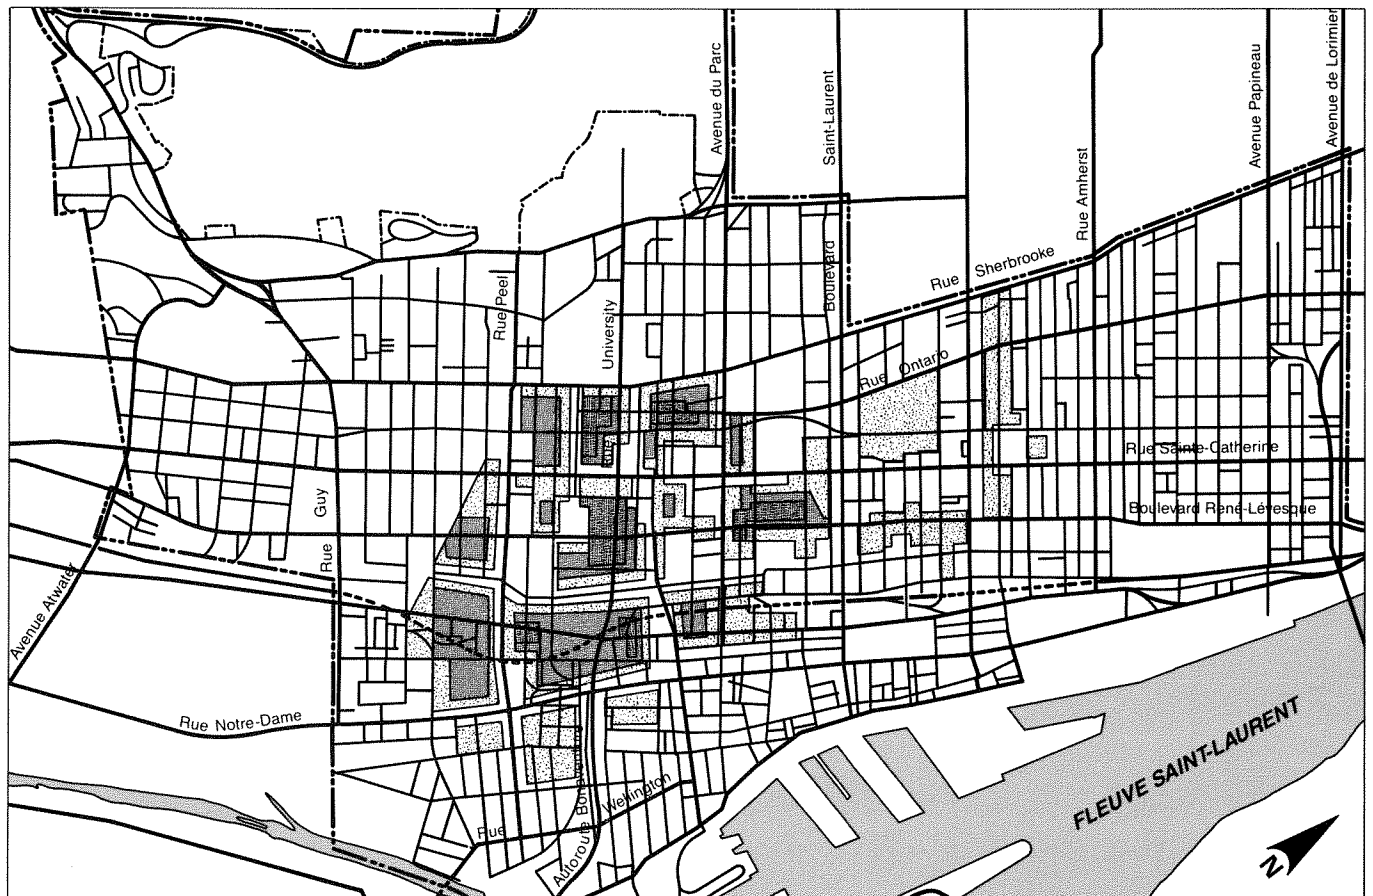 Avenue du Parc
Saint-Laurent
Boulevard
Rue Amherst
Avenue Papineau
Avenue de Lorimier
Rue Sherbrooke
Rue Peel
University
Rue
Rue Ontario
Rue Sainte-Catherine
Boulevard René-Lévesque
Guy
Rue
Avenue Atwater
Rue Notre-Dame
Rue Wellington
Autoroute Bonaventure
FLEUVE SAINT-LAURENT
N